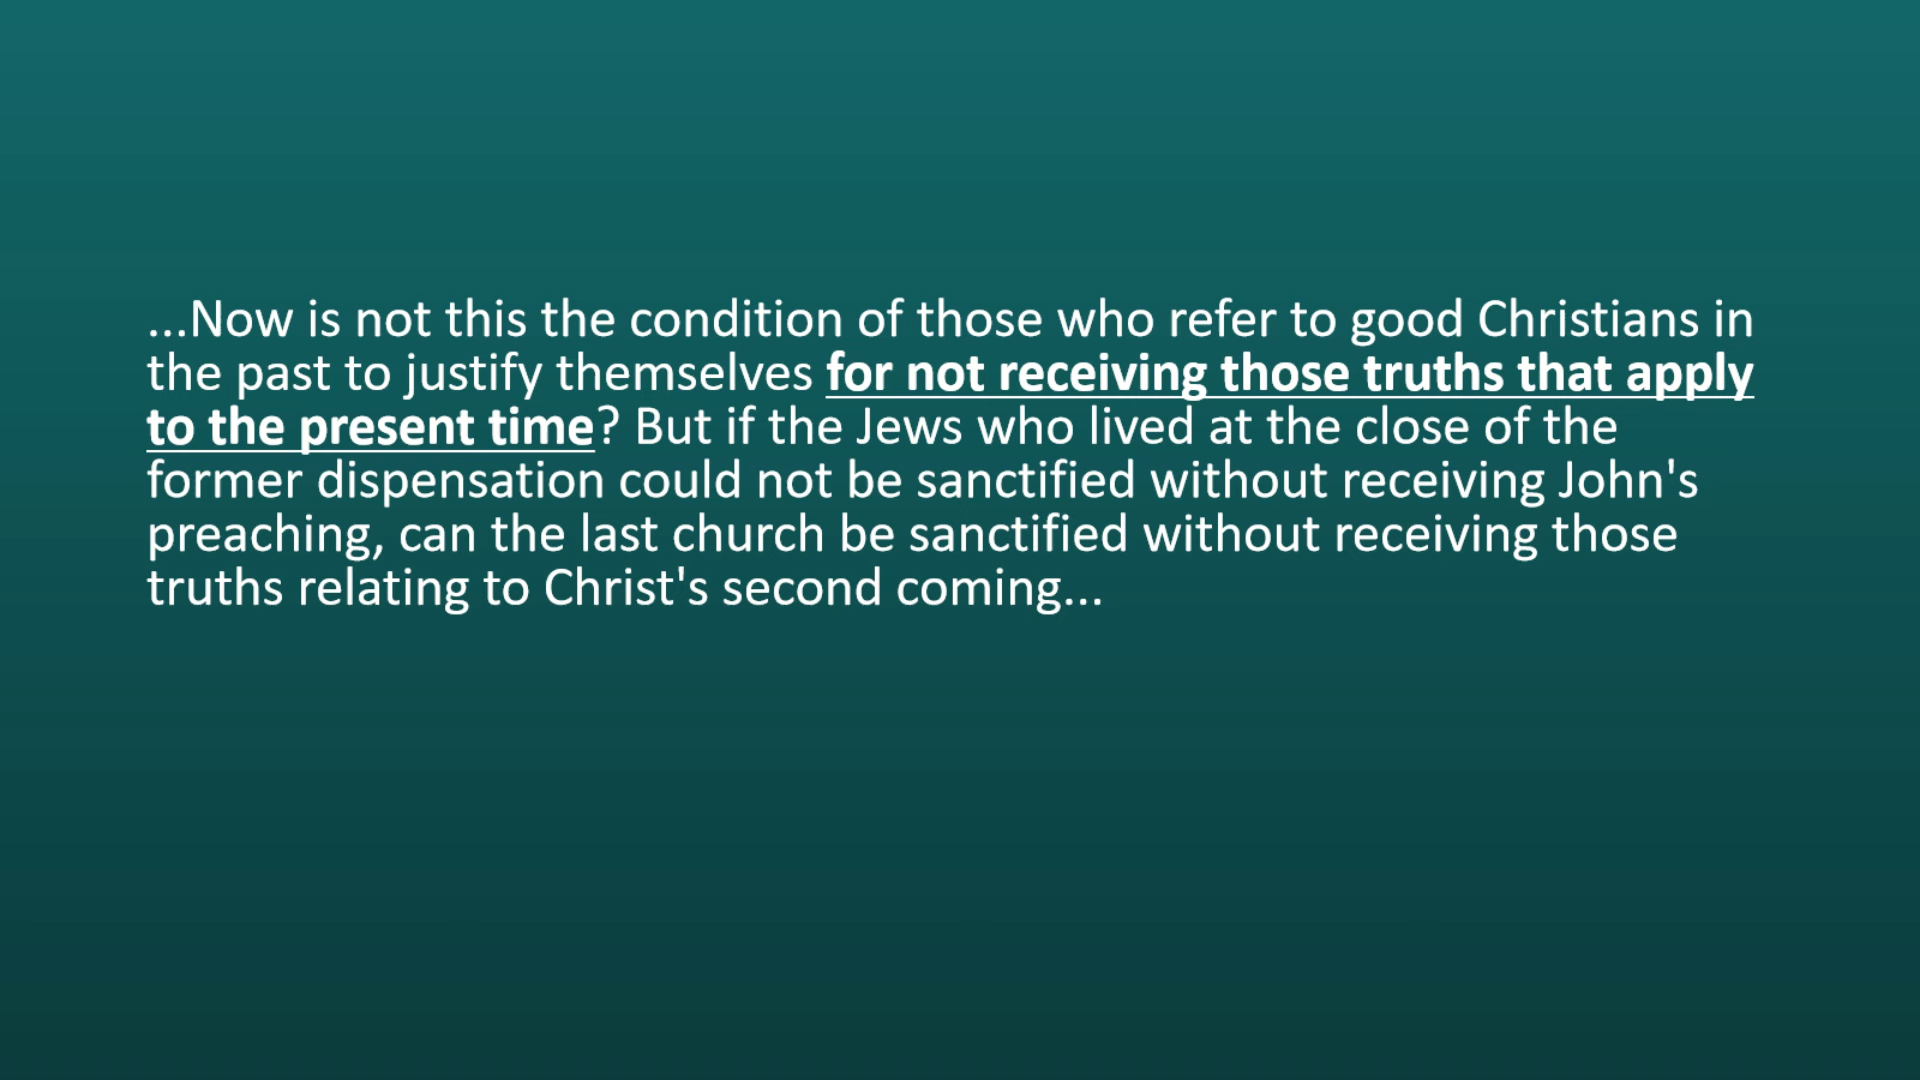 ...Now is not this the condition of those who refer to good Christians in
the past to justify themselves for not receiving those truths that apply
to the present time? But if the Jews who lived at the close of the
former dispensation could not be sanctified without receiving John's
preaching, can the last church be sanctified without receiving those
truths relating to Christ's second coming...